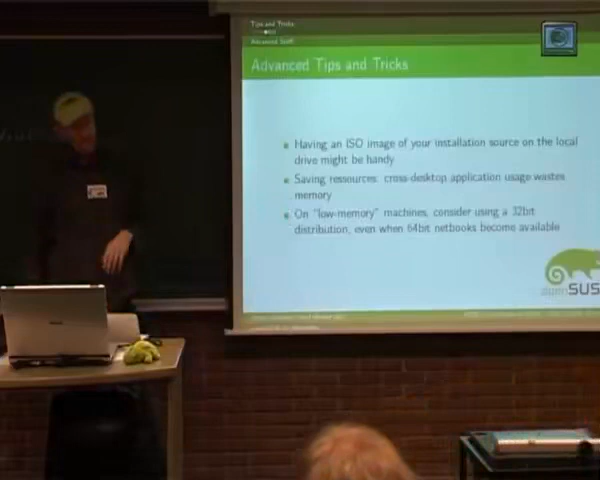 Tips and Tricks
Advanced Stuff
Advanced Tips and Tricks
Having an ISO image of your installation source on the local
drive might be handy
Saving ressources: cross-desktop application usage wastes
memory
On "low-memory" machines, consider using a 32bit
distribution, even when 64bit netbooks become available
openSUS